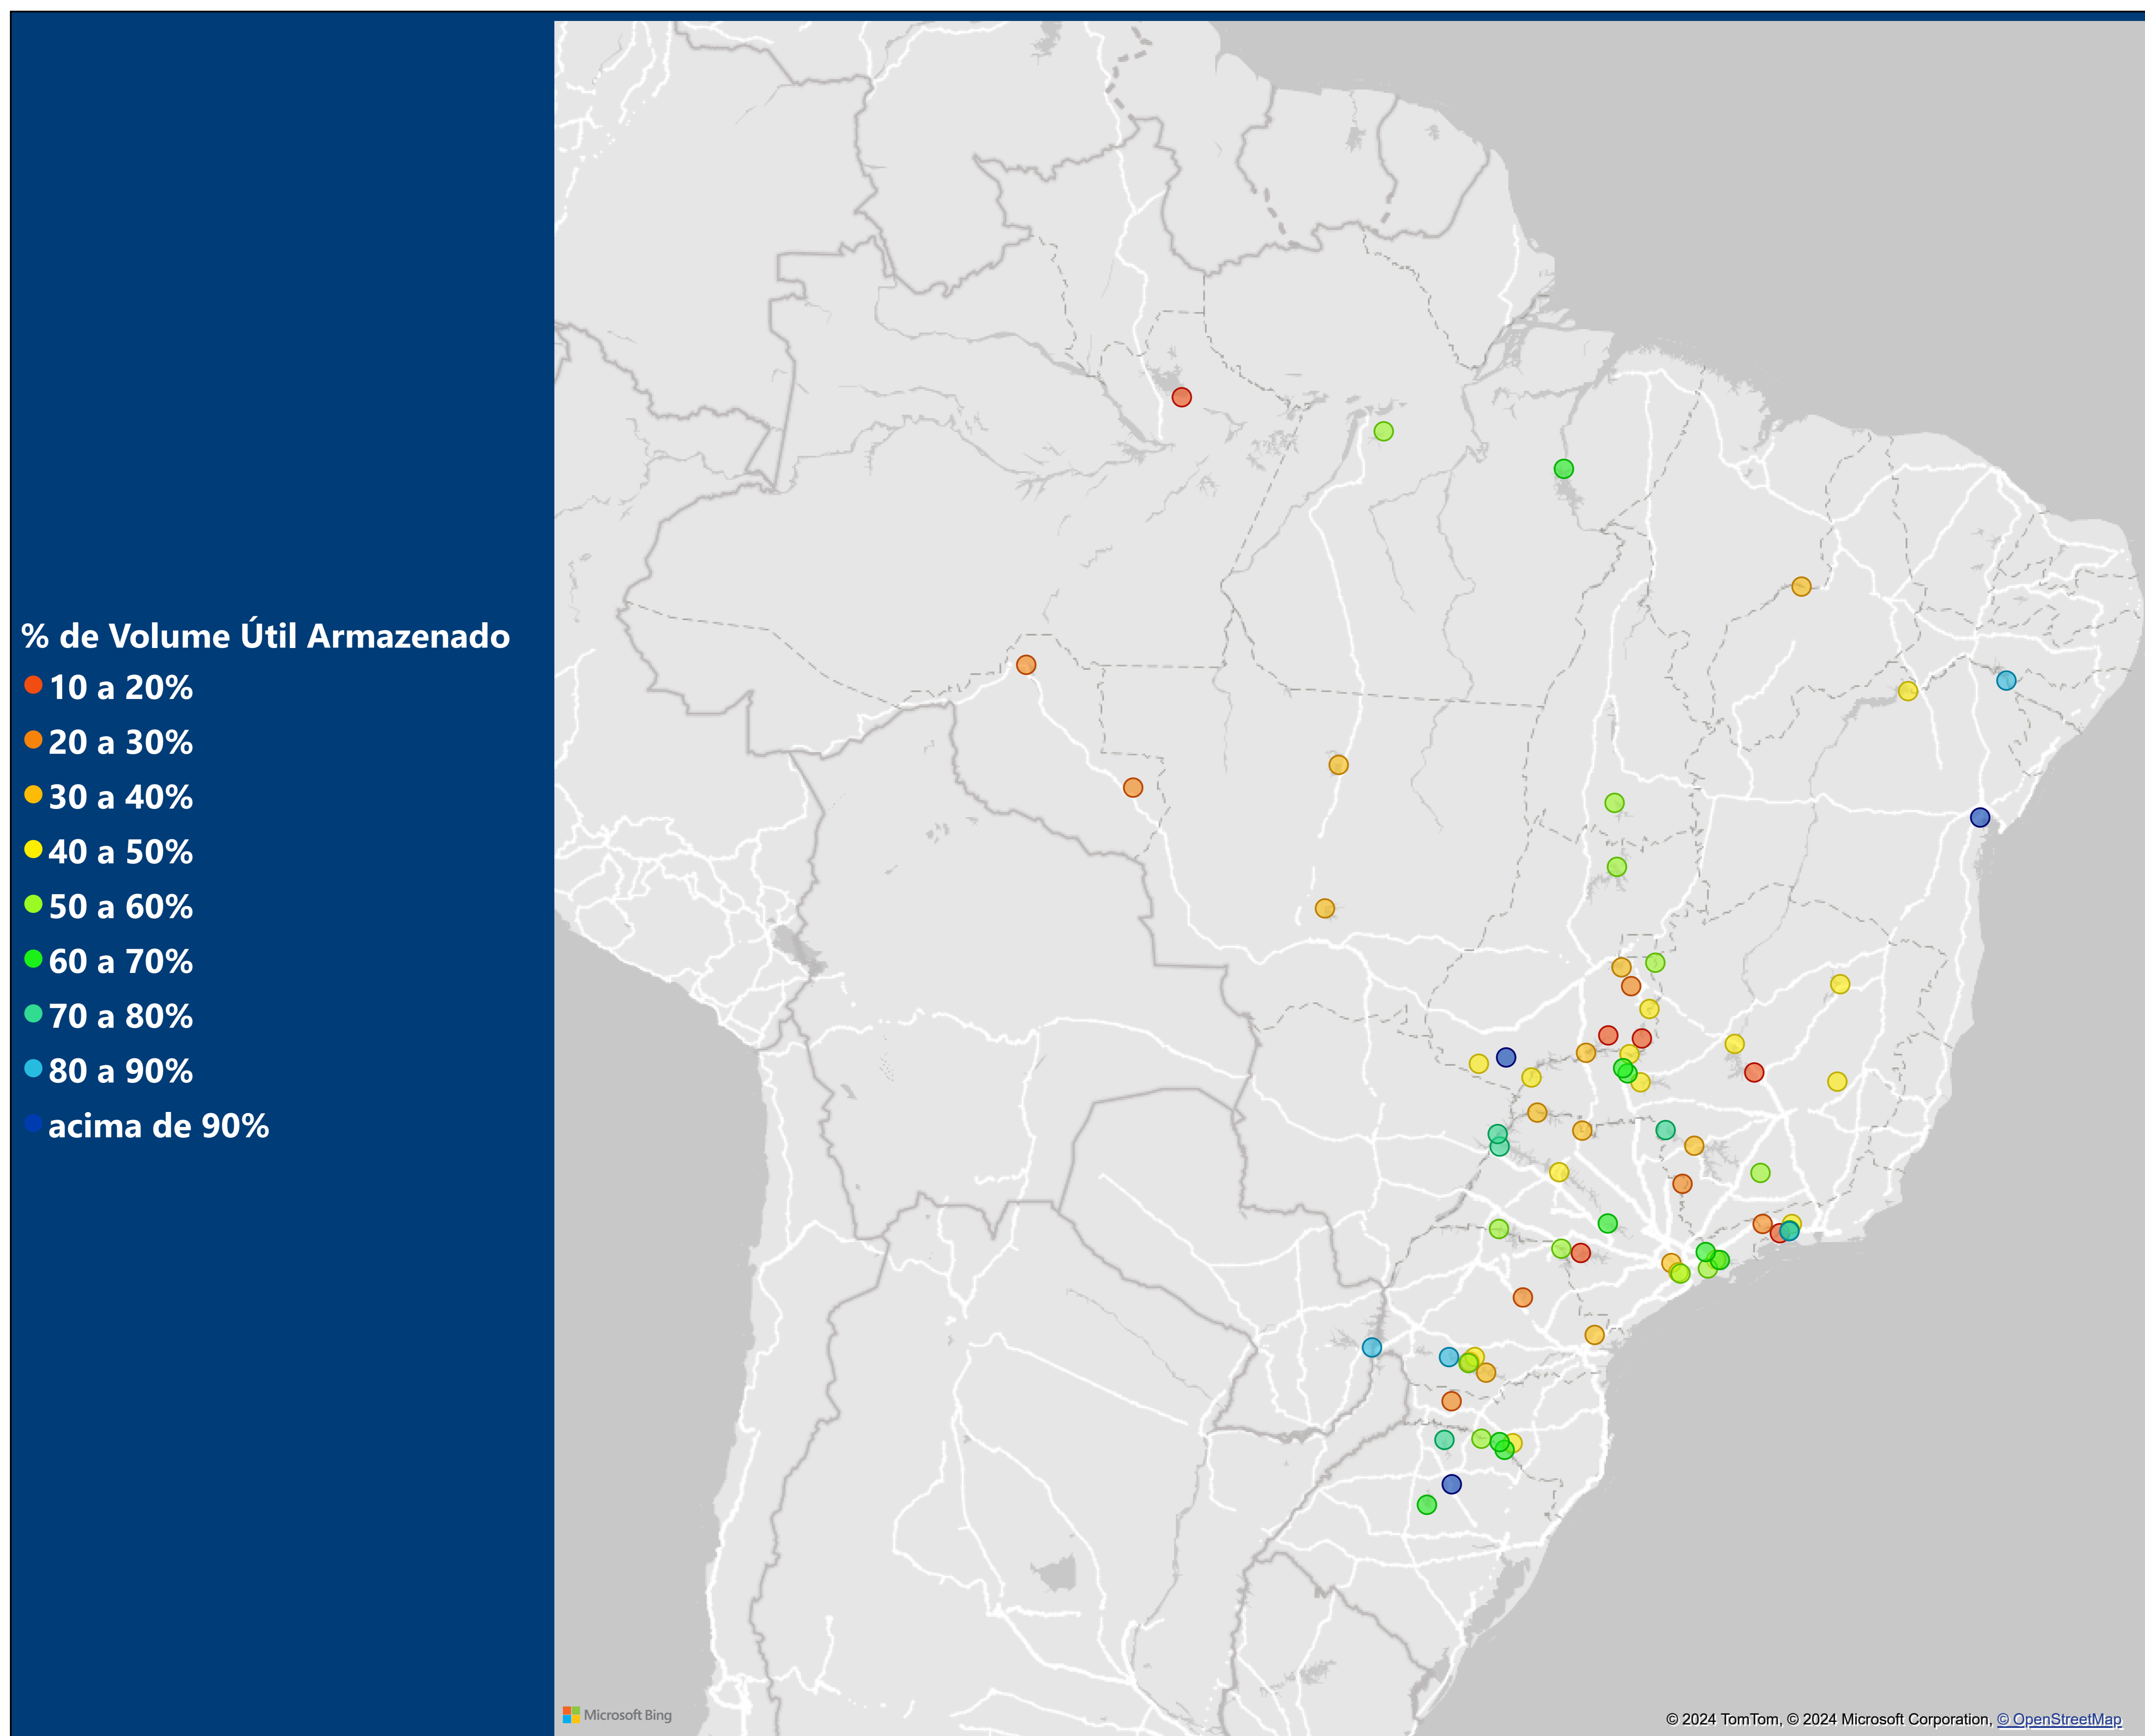 % de Volume Útil Armazenado
10 a 20%
20 a 30%
30 a 40%
40 a 50%
50 a 60%
60 a 70%
70 a 80%
80 a 90%
acima de 90%
Microsoft Bing
© 2024 TomTom, © 2024 Microsoft Corporation, © OpenStreetMap